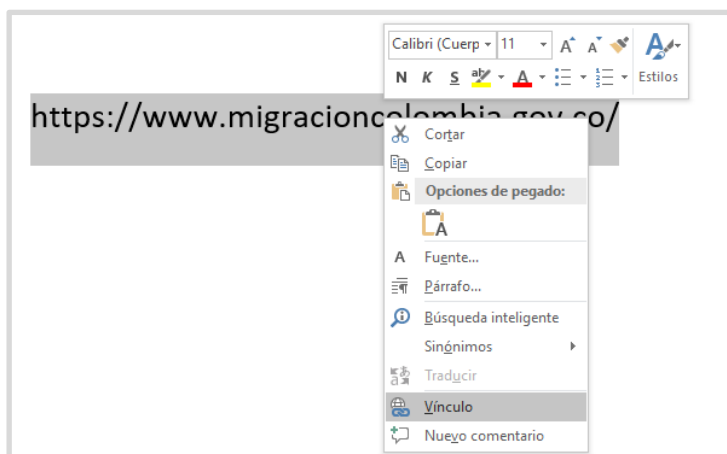 Calibri (Cuerp 11 A A A
N K S ab A Estilos
https://www.migracioncolombia.gov.co/
Cortar
Copiar
Opciones de pegado:
A
A Fuente...
Párrafo...
Búsqueda inteligente
Sinónimos
Traducir
Vínculo
Nuevo comentario